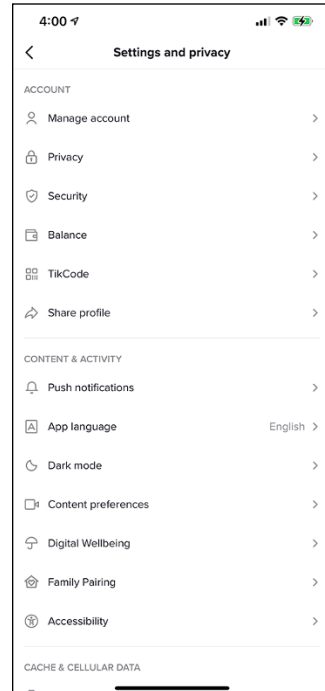 4:00
Settings and privacy
ACCOUNT
Manage account
Privacy
Security
Balance
TikCode
Share profile
CONTENT & ACTIVITY
Push notifications
App language English
Dark mode
Content preferences
Digital Wellbeing
Family Pairing
Accessibility
CACHE & CELLULAR DATA